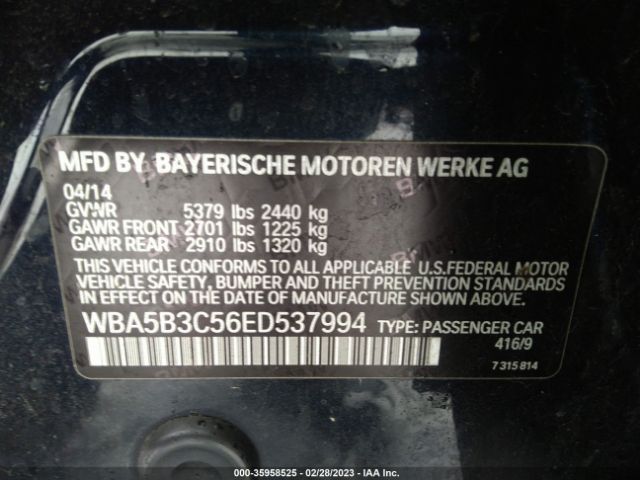 MFD BY BAYERISCHE MOTOREN WERKE AG
04/14
GVWR 5379 lbs 2440 kg
GAWR FRONT 2701 lbs 1225 kg
GAWR REAR 2910 lbs 1320 kg
THIS VEHICLE CONFORMS TO ALL APPLICABLE U.S.FEDERAL MOTOR
VEHICLE SAFETY, BUMPER AND THEFT PREVENTION STANDARDS
IN EFFECT ON THE DATE OF MANUFACTURE SHOWN ABOVE.
WBA5B3C56ED537994 TYPE: PASSENGER CAR
416/9
7 315 814
000-35958525 - 02/28/2023 - IAA Inc.